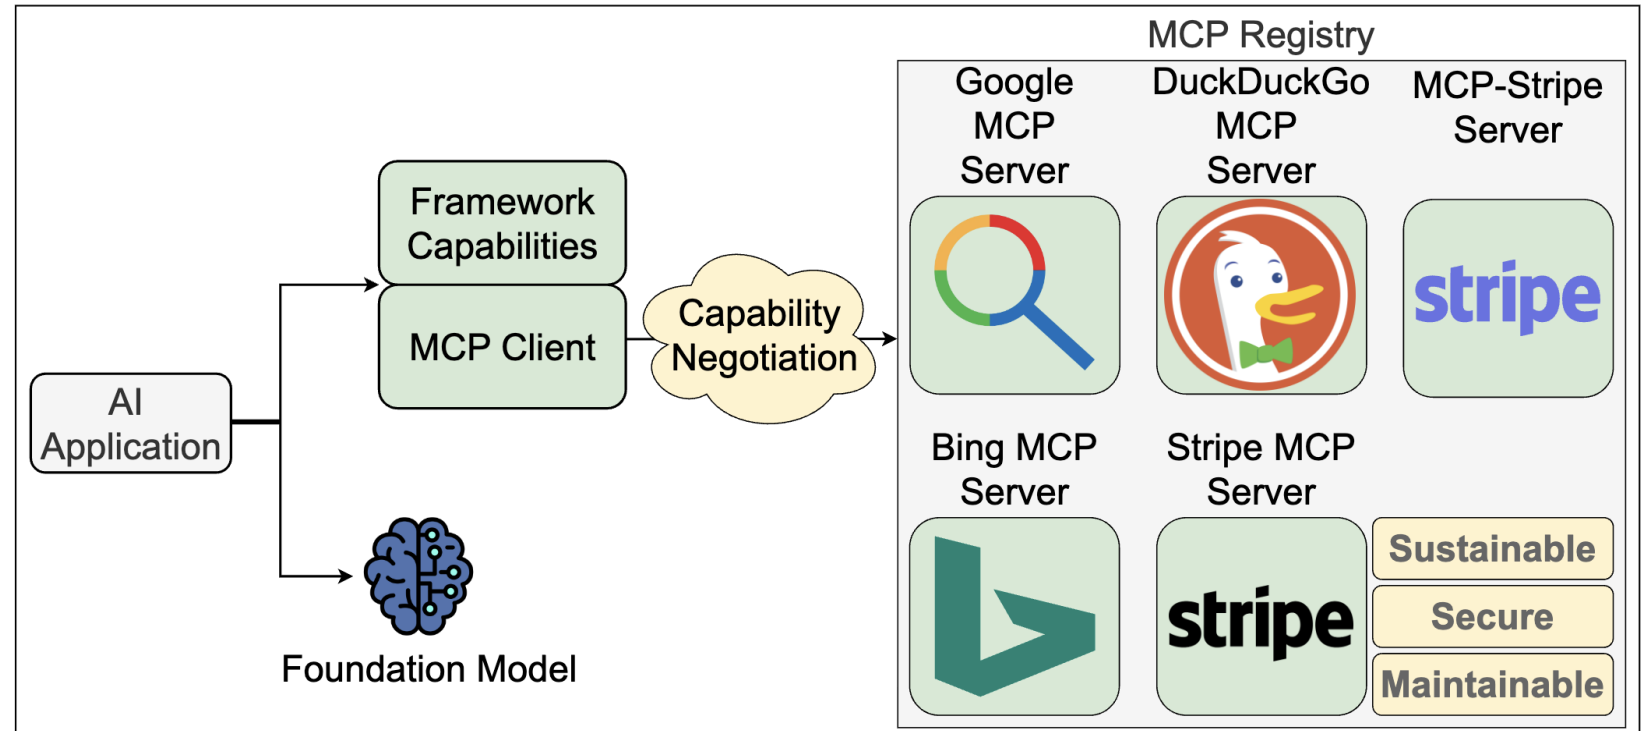 MCP Registry
Google
MCP
Server
DuckDuckGo
MCP
Server
MCP-Stripe
Server
Framework
Capabilities
MCP Client
Capability
Negotiation
stripe
AI
Application
Bing MCP
Server
Stripe MCP
Server
stripe
Sustainable
Secure
Maintainable
Foundation Model